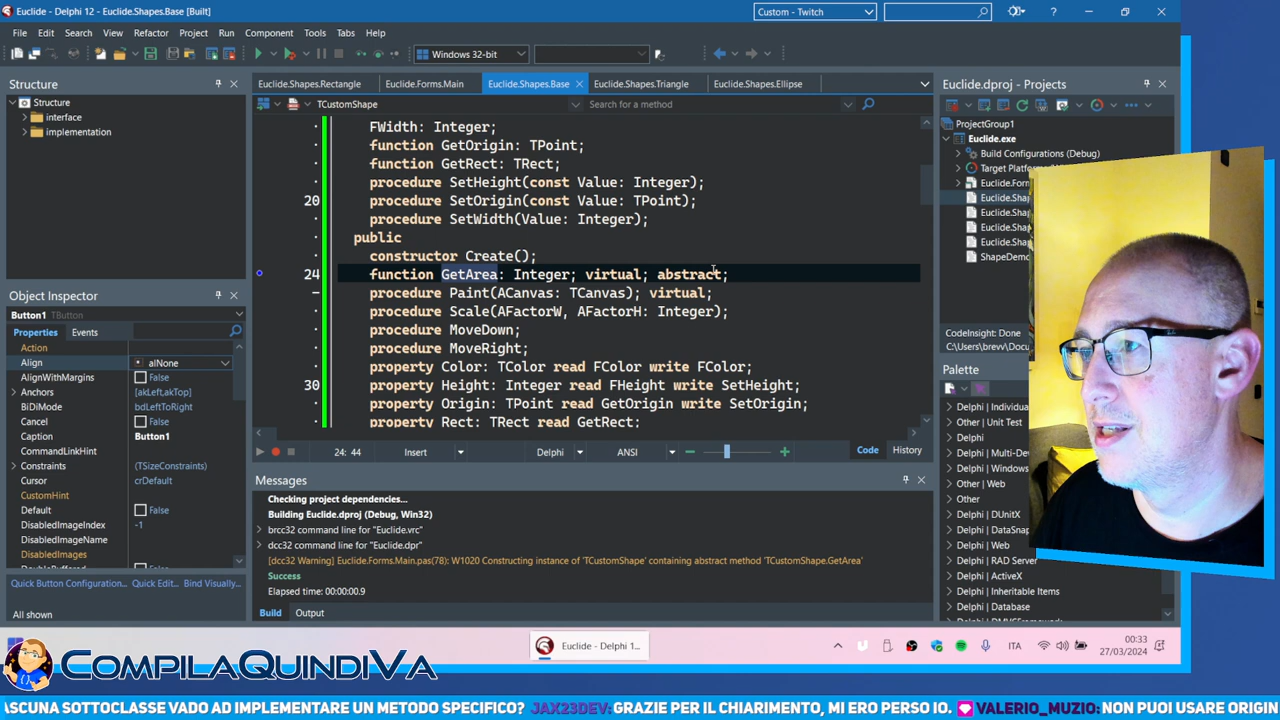 Euclide - Delphi 12 - Euclide.Shapes.Base [Built]
Custom - Twitch
File Edit Search View Refactor Project Run Component Tools Tabs Help
Windows 32-bit
Structure
Structure
interface
implementation
Euclide.Shapes.Rectangle Euclide.Forms.Main Euclide.Shapes.Base Euclide.Shapes.Triangle Euclide.Shapes.Ellipse
TCustomShape
Search for a method
FWidth: Integer;
function GetOrigin: TPoint;
function GetRect: TRect;
procedure SetHeight(const Value: Integer);
20 procedure SetOrigin(const Value: TPoint);
procedure SetWidth(Value: Integer);
public
constructor Create();
24 function GetArea: Integer; virtual; abstract;
procedure Paint(ACanvas: TCanvas); virtual;
procedure Scale(AFactorW, AFactorH: Integer);
procedure MoveDown;
procedure MoveRight;
property Color: TColor read FColor write FColor;
30 property Height: Integer read FHeight write SetHeight;
property Origin: TPoint read GetOrigin write SetOrigin;
property Rect: TRect read GetRect;
24: 44 Insert Delphi ANSI Code History
Object Inspector
Button1
Properties Events
Action
Align alNone
AlignWithMargins False
Anchors [akLeft,akTop]
BiDiMode bdLeftToRight
Cancel False
Caption Button1
CommandLinkHint
Constraints (TSizeConstraints)
Cursor crDefault
CustomHint
Default False
DisabledImageIndex -1
DisabledImageName
DisabledImages
DoubleBuffered
Quick Button Configuration... Quick Edit... Bind Visually...
All shown
Messages
Checking project dependencies...
Building Euclide.dproj (Debug, Win32)
brcc32 command line for "Euclide.vrc"
dcc32 command line for "Euclide.dpr"
[dcc32 Warning] Euclide.Forms.Main.pas(78): W1020 Constructing instance of 'TCustomShape' containing abstract method 'TCustomShape.GetArea'
Success
Elapsed time: 00:00:00.9
Build Output
Euclide.dproj - Projects
ProjectGroup1
Euclide.exe
Build Configurations (Debug)
Target Platforms
Euclide.Form
Euclide.Sha
Euclide.Sha
Euclide.Sha
Euclide.Sha
ShapeDemo
CodeInsight: Done
C:\Users\brevv\Docu
Palette
Delphi | Individua
Other | Unit Test
Delphi
Delphi | Multi-Dev
Delphi | Windows
Other | Web
Other
Delphi | DUnitX
Delphi | DataSnap
Delphi | Web
Delphi | RAD Server
Delphi | ActiveX
Delphi | Inheritable Items
Delphi | Database
Euclide - Delphi 1...
ITA
00:33
27/03/2024
COMPILAQUINDIVA
ASCUNA SOTTOCLASSE VADO AD IMPLEMENTARE UN METODO SPECIFICO? JAX23DEV: GRAZIE PER IL CHIARIMENTO, MI ERO PERSO IO. VALERIO_MUZIO: NON PUOI USARE ORIGIN